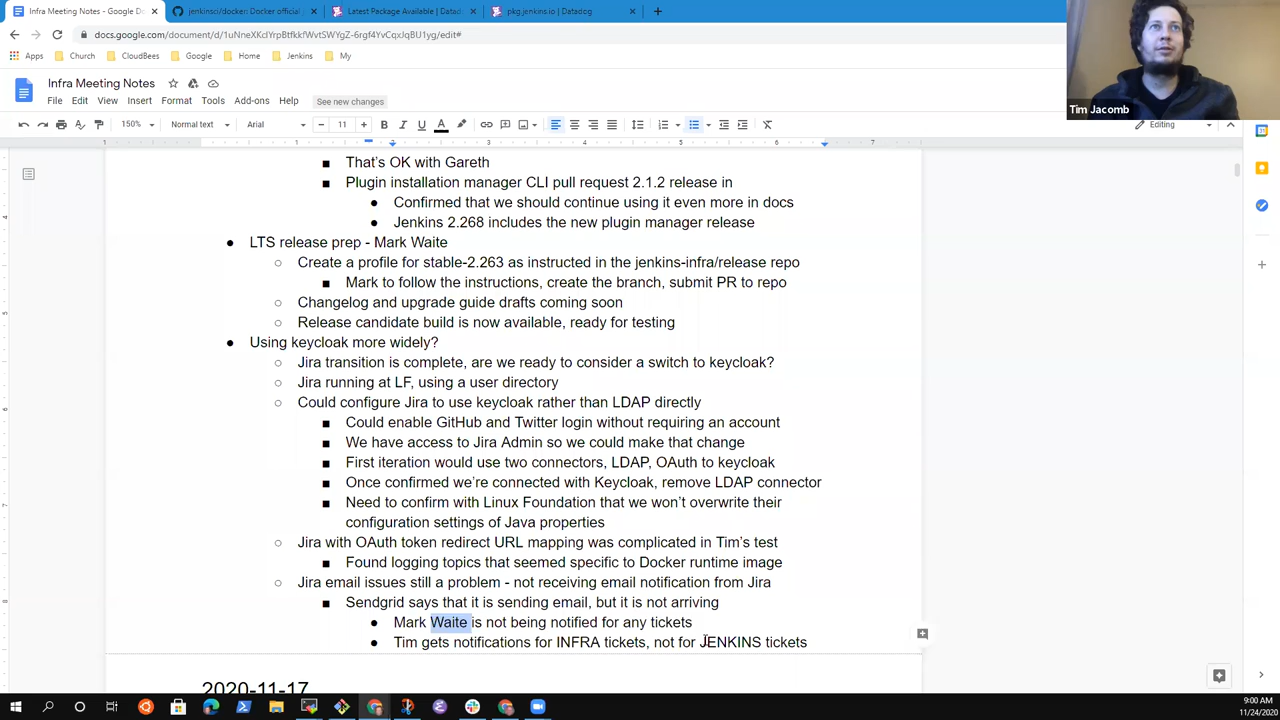 Infra Meeting Notes - Google Do
jenkinsci/docker: Docker official
Latest Package Available | Datad
pkg.jenkins.io | Datadog
docs.google.com/document/d/1uNneXKcIYrpBtfkkfWvtSWYgZ-6rgf4YvCqxJqBU1yg/edit#
Apps Church CloudBees Google Home Jenkins My
Infra Meeting Notes
File Edit View Insert Format Tools Add-ons Help See new changes
150% Normal text Arial 11 B I U A Editing
1 1 2 3 4 5 6 7
Tim Jacomb
■ That's OK with Gareth
■ Plugin installation manager CLI pull request 2.1.2 release in
● Confirmed that we should continue using it even more in docs
● Jenkins 2.268 includes the new plugin manager release
● LTS release prep - Mark Waite
○ Create a profile for stable-2.263 as instructed in the jenkins-infra/release repo
■ Mark to follow the instructions, create the branch, submit PR to repo
○ Changelog and upgrade guide drafts coming soon
○ Release candidate build is now available, ready for testing
● Using keycloak more widely?
○ Jira transition is complete, are we ready to consider a switch to keycloak?
○ Jira running at LF, using a user directory
○ Could configure Jira to use keycloak rather than LDAP directly
■ Could enable GitHub and Twitter login without requiring an account
■ We have access to Jira Admin so we could make that change
■ First iteration would use two connectors, LDAP, OAuth to keycloak
■ Once confirmed we're connected with Keycloak, remove LDAP connector
■ Need to confirm with Linux Foundation that we won't overwrite their
configuration settings of Java properties
○ Jira with OAuth token redirect URL mapping was complicated in Tim's test
■ Found logging topics that seemed specific to Docker runtime image
○ Jira email issues still a problem - not receiving email notification from Jira
■ Sendgrid says that it is sending email, but it is not arriving
● Mark Waite is not being notified for any tickets
● Tim gets notifications for INFRA tickets, not for JENKINS tickets
2020-11-17
9:00 AM
11/24/2020